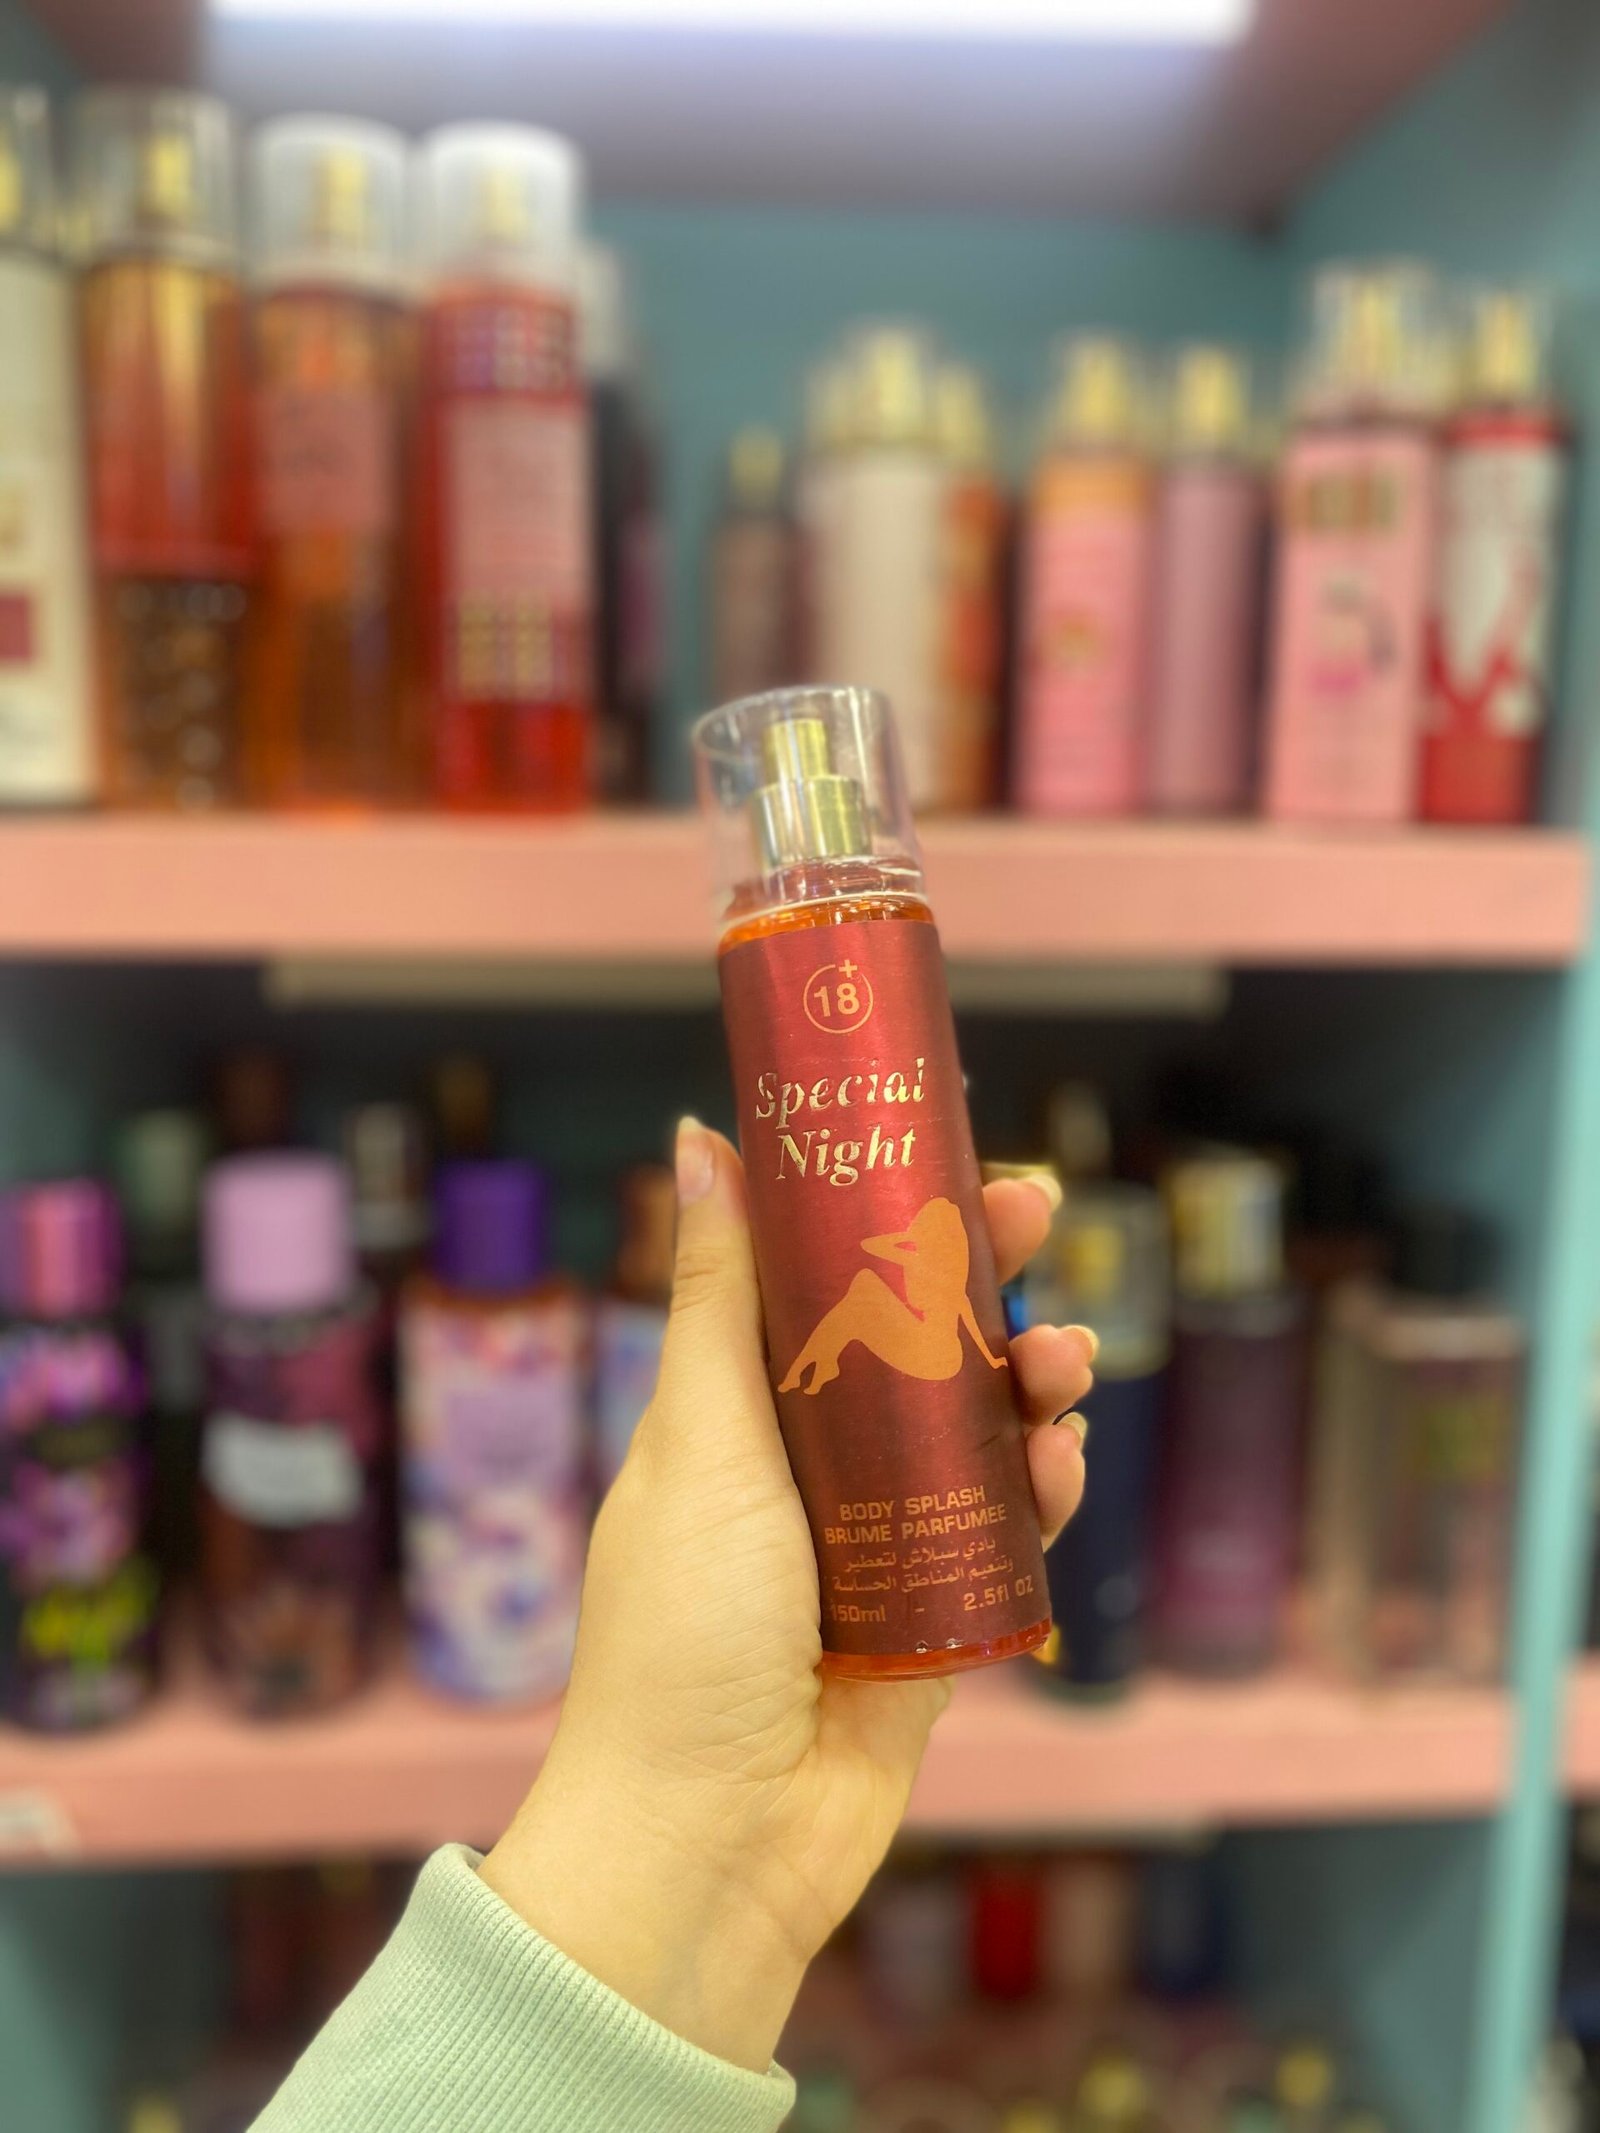 18+
Special
Night
BODY SPLASH
BRUME PARFUMEE
بادي سبلاش لتعطير
وتنعيم المناطق الحساسة
150ml - 2.5fl OZ